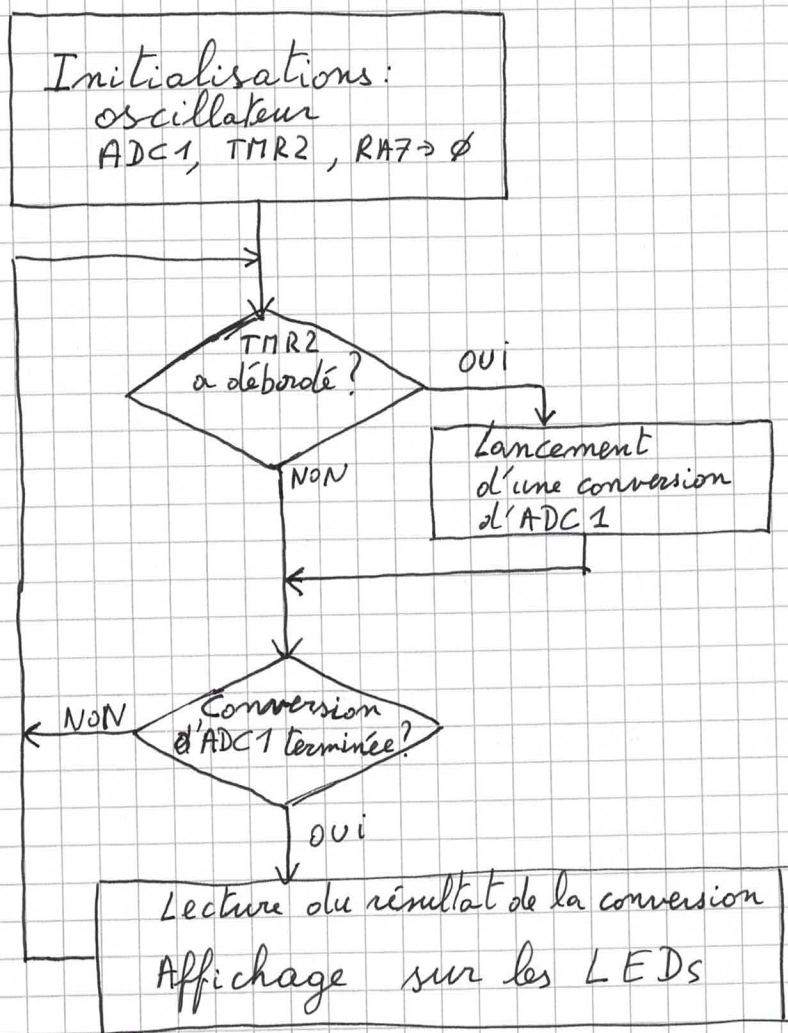 Initialisations:
oscillateur
ADC1, TMR2, RA7→ø
TMR2
a débordé?
OUI
Lancement
d'une conversion
d'ADC1
NON
Conversion
d'ADC1 terminée?
NON
OUI
Lecture du résultat de la conversion
Affichage sur les LEDs